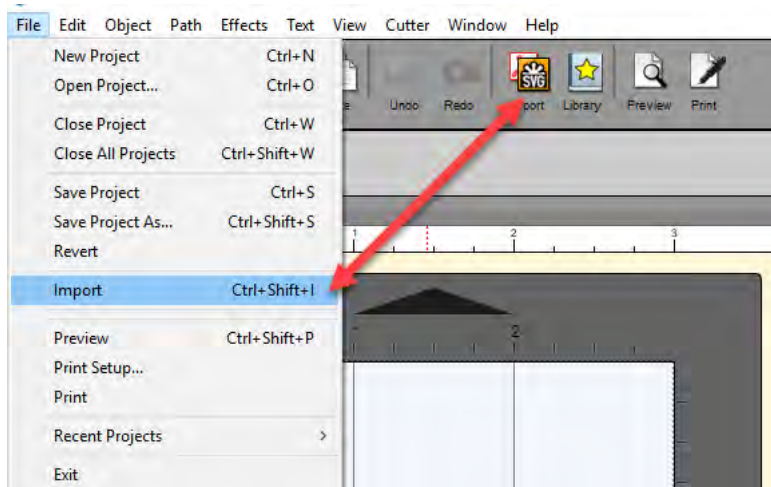 File Edit Object Path Effects Text View Cutter Window Help
New Project Ctrl+N
Open Project... Ctrl+O
Close Project Ctrl+W
Close All Projects Ctrl+Shift+W
Save Project Ctrl+S
Save Project As... Ctrl+Shift+S
Revert
Import Ctrl+Shift+I
Preview Ctrl+Shift+P
Print Setup...
Print
Recent Projects >
Exit
SVG
Undo Redo port Library Preview Print
1 2 3
2